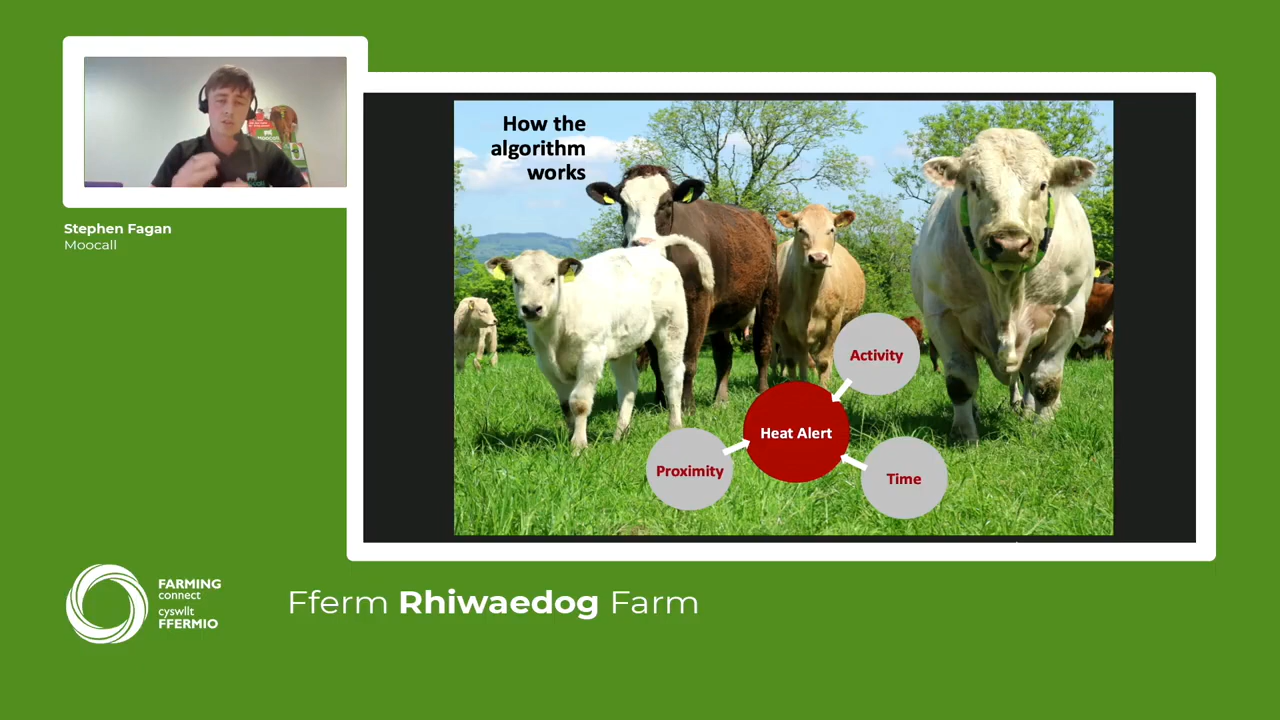 Stephen Fagan
Moocall
How the
algorithm
works
Activity
Heat Alert
Proximity
Time
FARMING
connect
cyswllt
FFERMIO
Fferm Rhiwaedog Farm